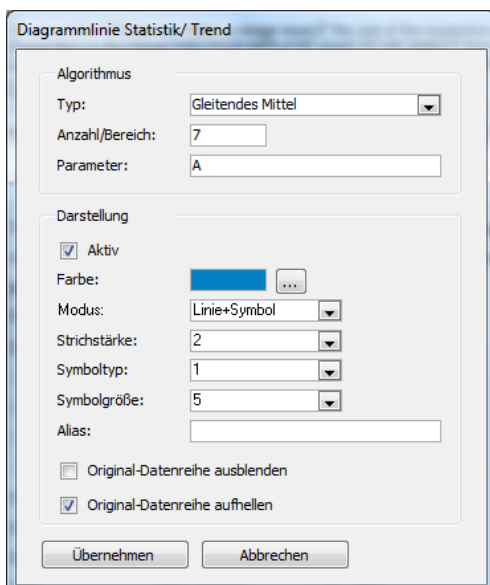 Diagrammlinie Statistik/ Trend
Algorithmus
Typ: Gleitendes Mittel
Anzahl/Bereich: 7
Parameter: A
Darstellung
Aktiv
Farbe: ...
Modus: Linie+Symbol
Strichstärke: 2
Symboltyp: 1
Symbolgröße: 5
Alias:
Original-Datenreihe ausblenden
Original-Datenreihe aufhellen
Übernehmen Abbrechen